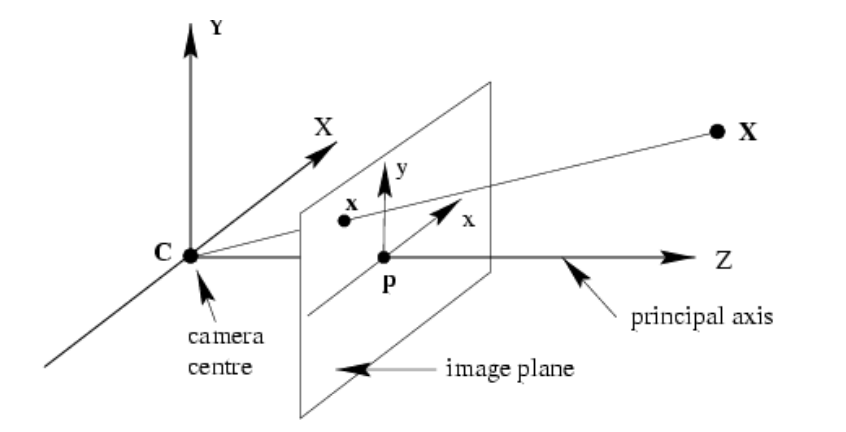 Y
X
X
y
x
x
C
Z
p
principal axis
camera
centre
image plane